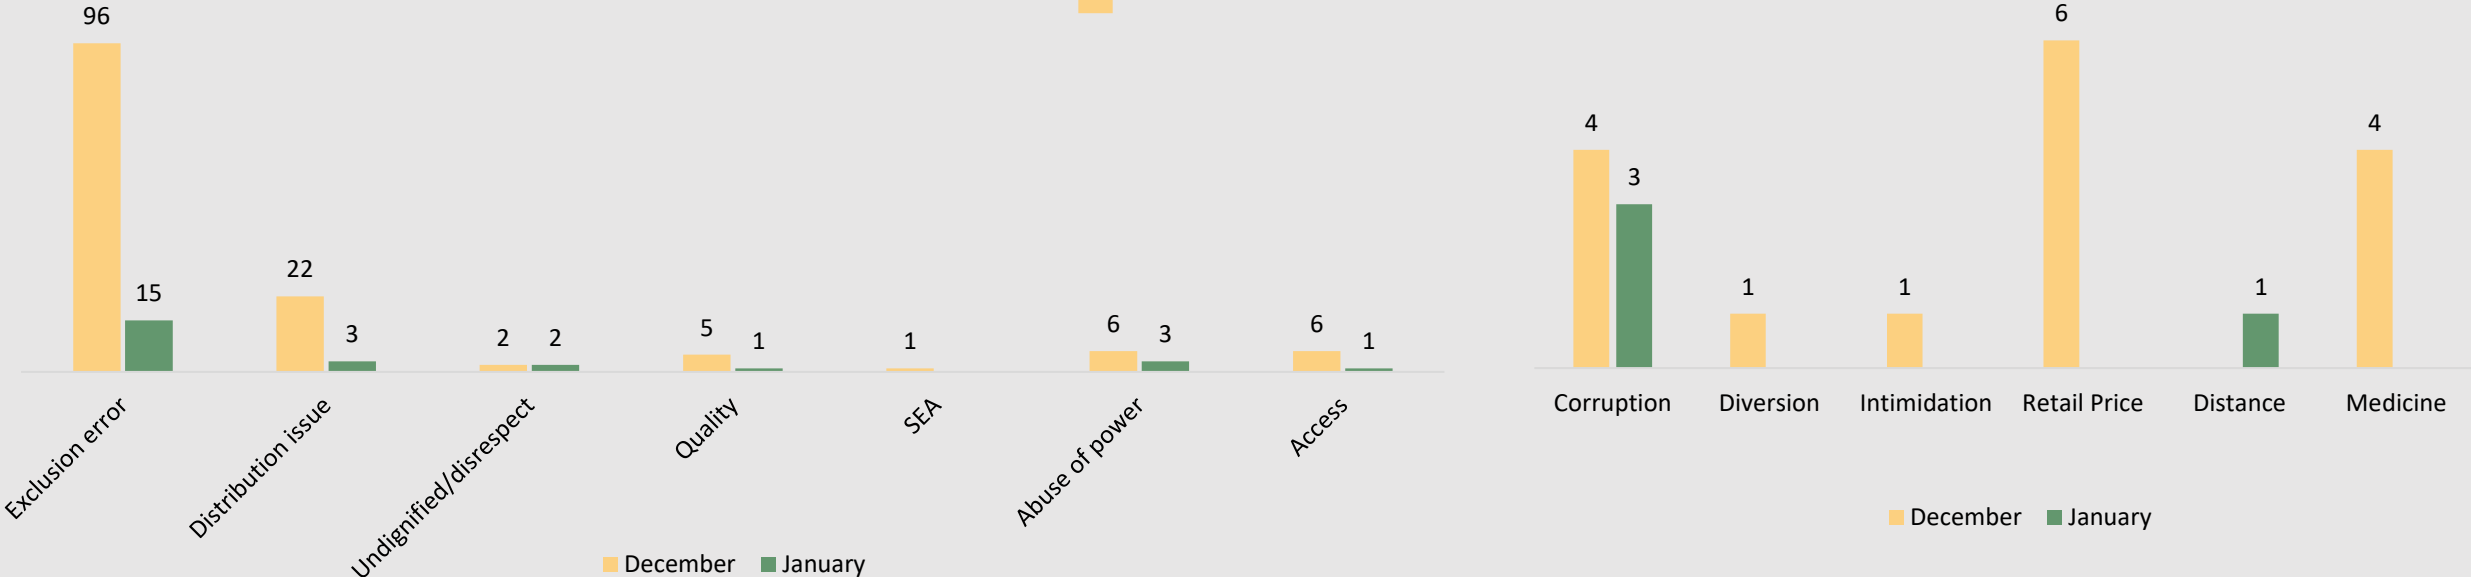 96
15
22
3
2
2
5
1
1
6
3
6
1
Exclusion error
Distribution issue
Undignified/disrespect
Quality
SEA
Abuse of power
Access
December
January
4
3
1
1
6
1
4
Corruption
Diversion
Intimidation
Retail Price
Distance
Medicine
December
January